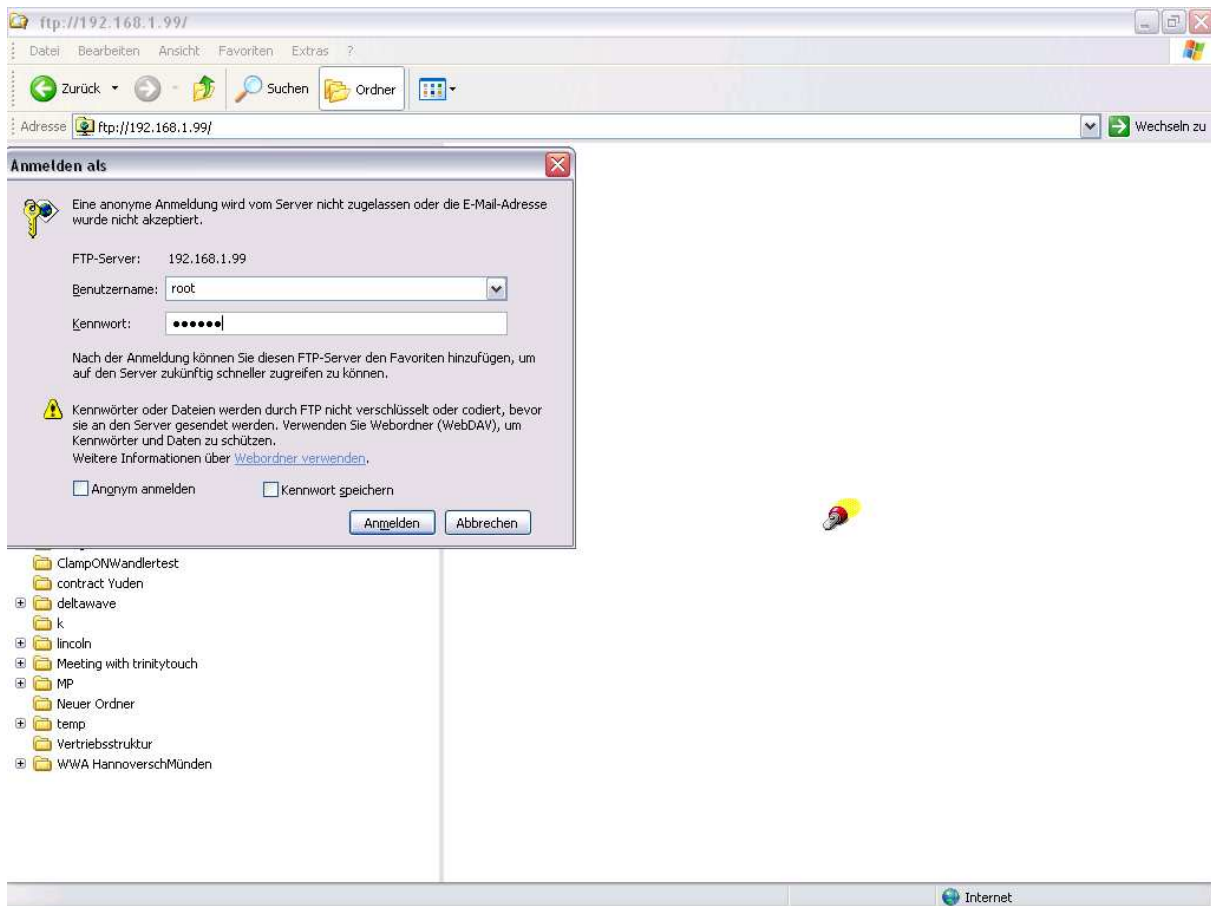 ftp://192.168.1.99/
Datei Bearbeiten Ansicht Favoriten Extras ?
Zurück Suchen Ordner
Adresse ftp://192.168.1.99/ Wechseln zu
Anmelden als
Eine anonyme Anmeldung wird vom Server nicht zugelassen oder die E-Mail-Adresse
wurde nicht akzeptiert.
FTP-Server: 192.168.1.99
Benutzername: root
Kennwort: ••••••
Nach der Anmeldung können Sie diesen FTP-Server den Favoriten hinzufügen, um
auf den Server zukünftig schneller zugreifen zu können.
Kennwörter oder Dateien werden durch FTP nicht verschlüsselt oder codiert, bevor
sie an den Server gesendet werden. Verwenden Sie Webordner (WebDAV), um
Kennwörter und Daten zu schützen.
Weitere Informationen über Webordner verwenden.
Anonym anmelden Kennwort speichern
Anmelden Abbrechen
ClampONWandlertest
contract Yuden
deltawave
k
lincoln
Meeting with trinitytouch
MP
Neuer Ordner
temp
Vertriebsstruktur
WWA HannoverschMünden
Internet